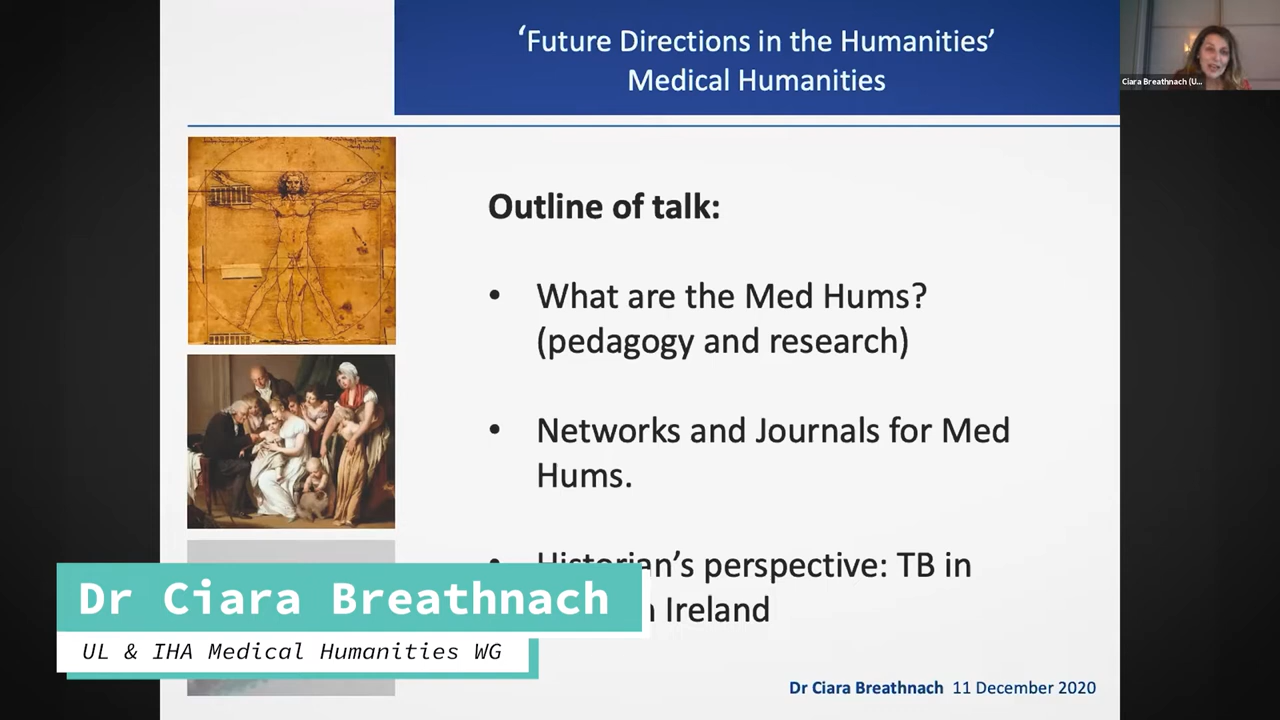 ‘Future Directions in the Humanities’
Medical Humanities
Ciara Breathnach (U...
Outline of talk:
• What are the Med Hums?
(pedagogy and research)
• Networks and Journals for Med
Hums.
• Historian’s perspective: TB in
Ireland
Dr Ciara Breathnach
UL & IHA Medical Humanities WG
Dr Ciara Breathnach 11 December 2020